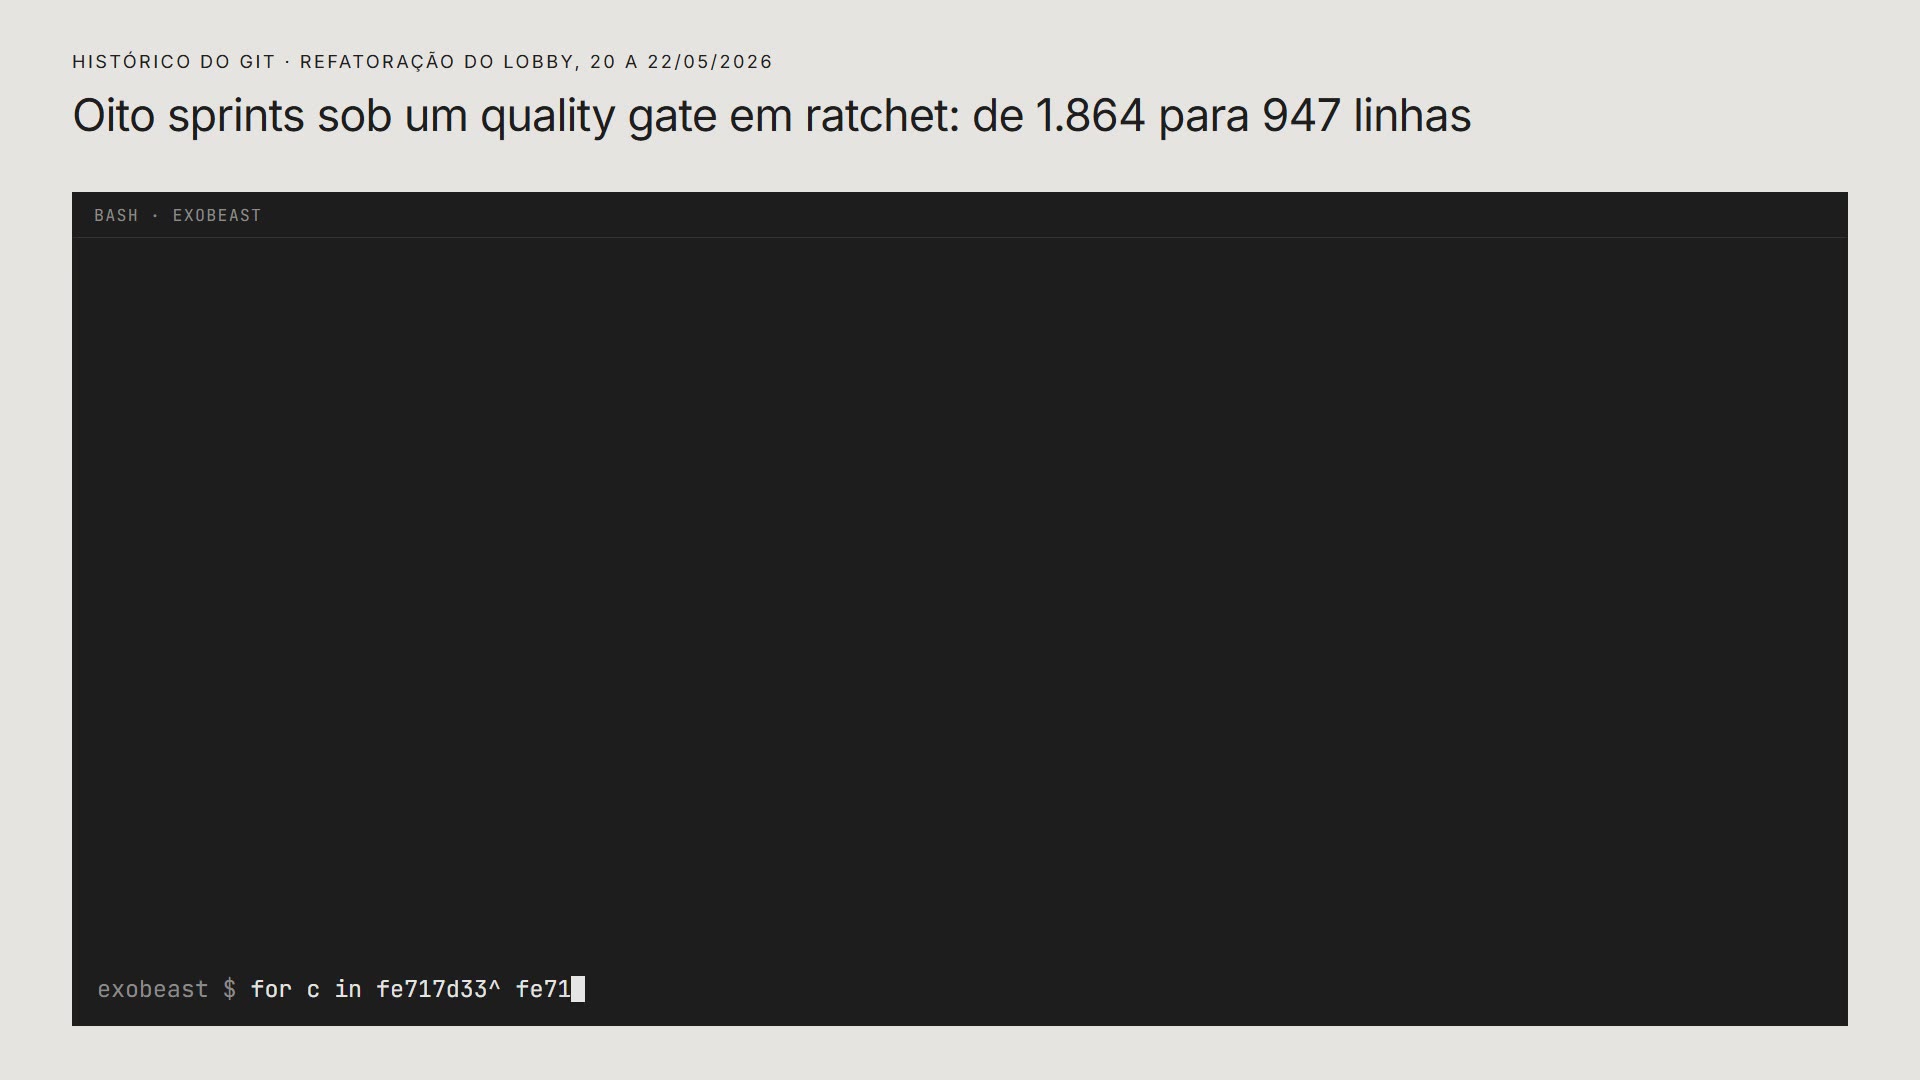 HISTÓRICO DO GIT · REFATORAÇÃO DO LOBBY, 20 A 22/05/2026
Oito sprints sob um quality gate em ratchet: de 1.864 para 947 linhas
BASH · EXOBEAST
exobeast $ for c in fe717d33^ fe71